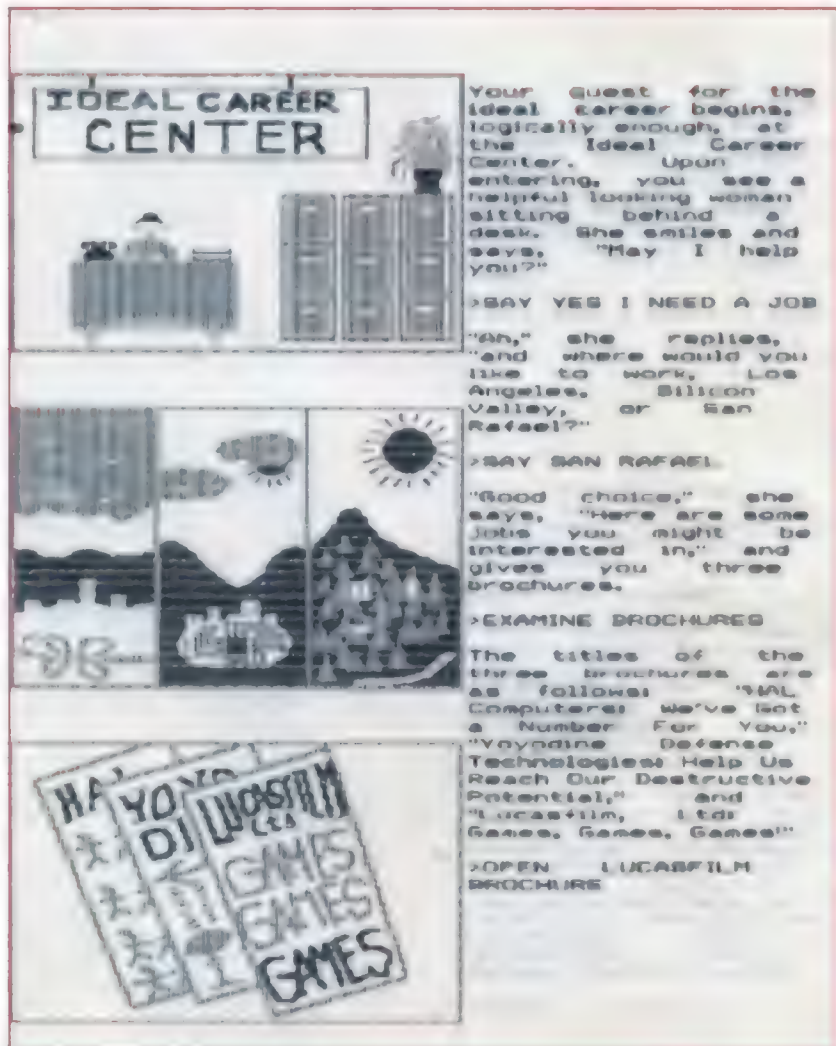 IDEAL CAREER
CENTER
Your quest for the
ideal career begins,
logically enough, at
the Ideal Career
Center. Upon
entering, you see a
helpful looking woman
sitting behind a
desk. She smiles and
says, "May I help
you?"
>SAY YES I NEED A JOB
"Ah," she replies,
"and where would you
like to work, Los
Angeles, Silicon
Valley, or San
Rafael?"
>SAY SAN RAFAEL
"Good choice," she
says, "Here are some
jobs you might be
interested in," and
gives you three
brochures.
>EXAMINE BROCHURES
The titles of the
three brochures are
as follows: "HAL
Computers: We've Got
a Number For You,"
"Yoyodine Defense
Technologies: Help Us
Reach Our Destructive
Potential," and
"Lucasfilm, Ltd:
Games, Games, Games!"
>OPEN LUCASFILM
BROCHURE
HA
YOYO
DI
LUCASFILM
Ltd
GAMES
GAMES
GAMES